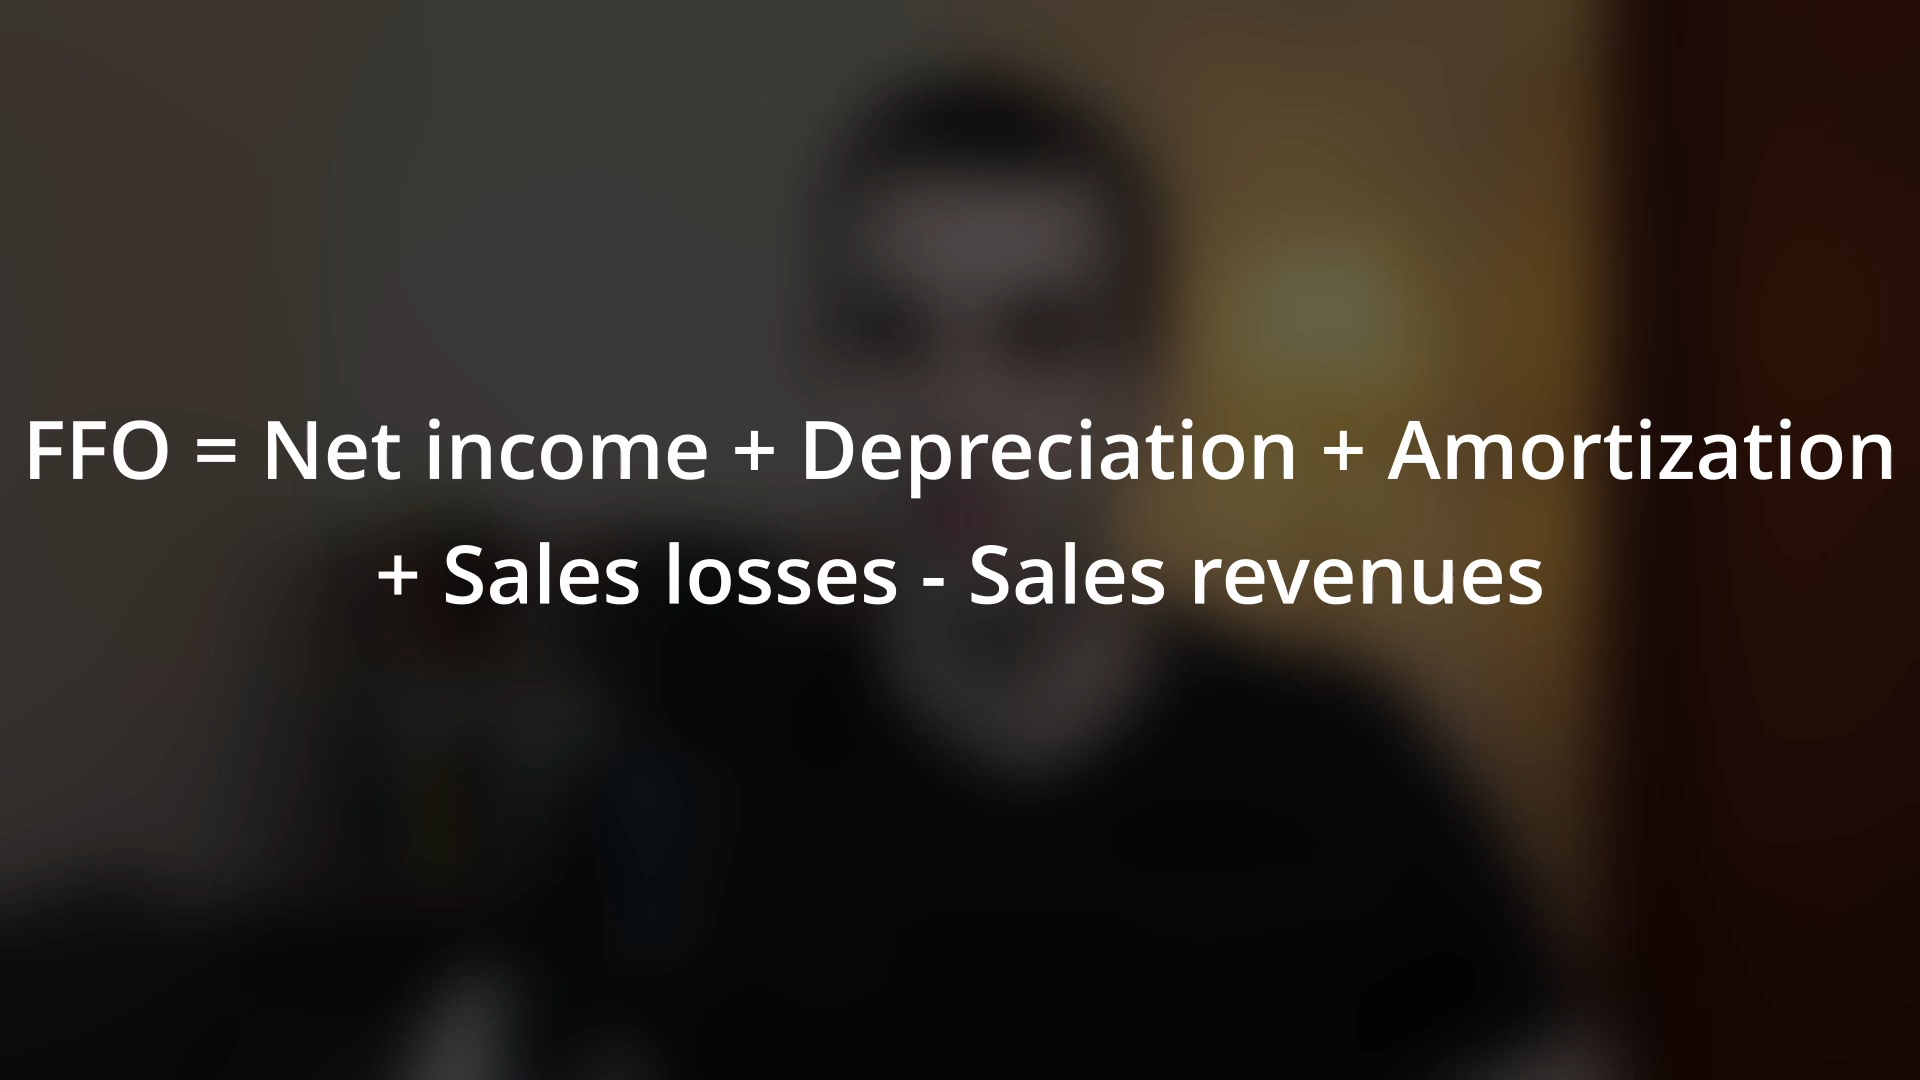 FFO = Net income + Depreciation + Amortization
+ Sales losses - Sales revenues